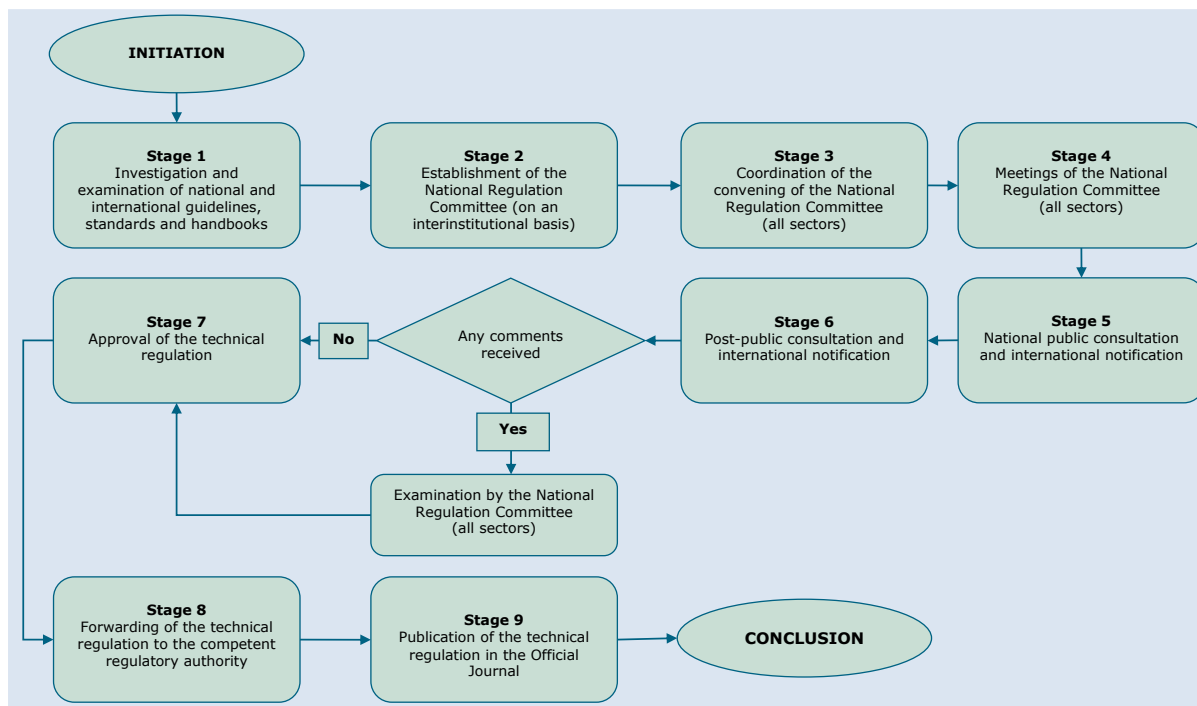 INITIATION
Stage 1
Investigation and
examination of national and
international guidelines,
standards and handbooks
Stage 2
Establishment of the
National Regulation
Committee (on an
interinstitutional basis)
Stage 3
Coordination of the
convening of the National
Regulation Committee
(all sectors)
Stage 4
Meetings of the National
Regulation Committee
(all sectors)
Stage 5
National public consultation
and international notification
Stage 6
Post-public consultation and
international notification
Any comments
received
No
Stage 7
Approval of the technical
regulation
Yes
Examination by the National
Regulation Committee
(all sectors)
Stage 8
Forwarding of the technical
regulation to the competent
regulatory authority
Stage 9
Publication of the technical
regulation in the Official
Journal
CONCLUSION